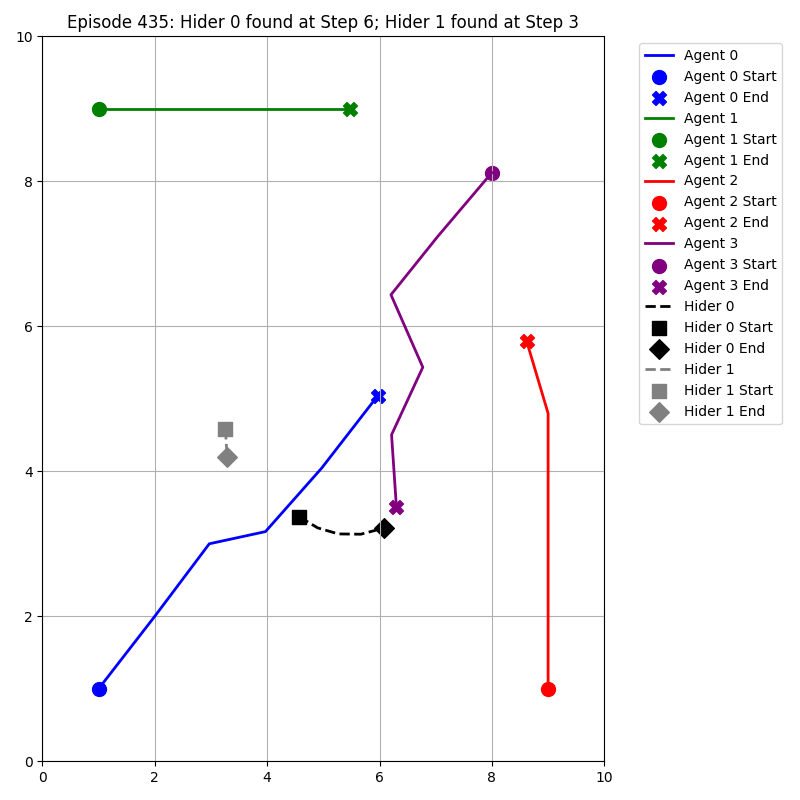 Episode 435: Hider 0 found at Step 6; Hider 1 found at Step 3
10
8
6
4
2
0
0 2 4 6 8 10
Agent 0
Agent 0 Start
Agent 0 End
Agent 1
Agent 1 Start
Agent 1 End
Agent 2
Agent 2 Start
Agent 2 End
Agent 3
Agent 3 Start
Agent 3 End
Hider 0
Hider 0 Start
Hider 0 End
Hider 1
Hider 1 Start
Hider 1 End